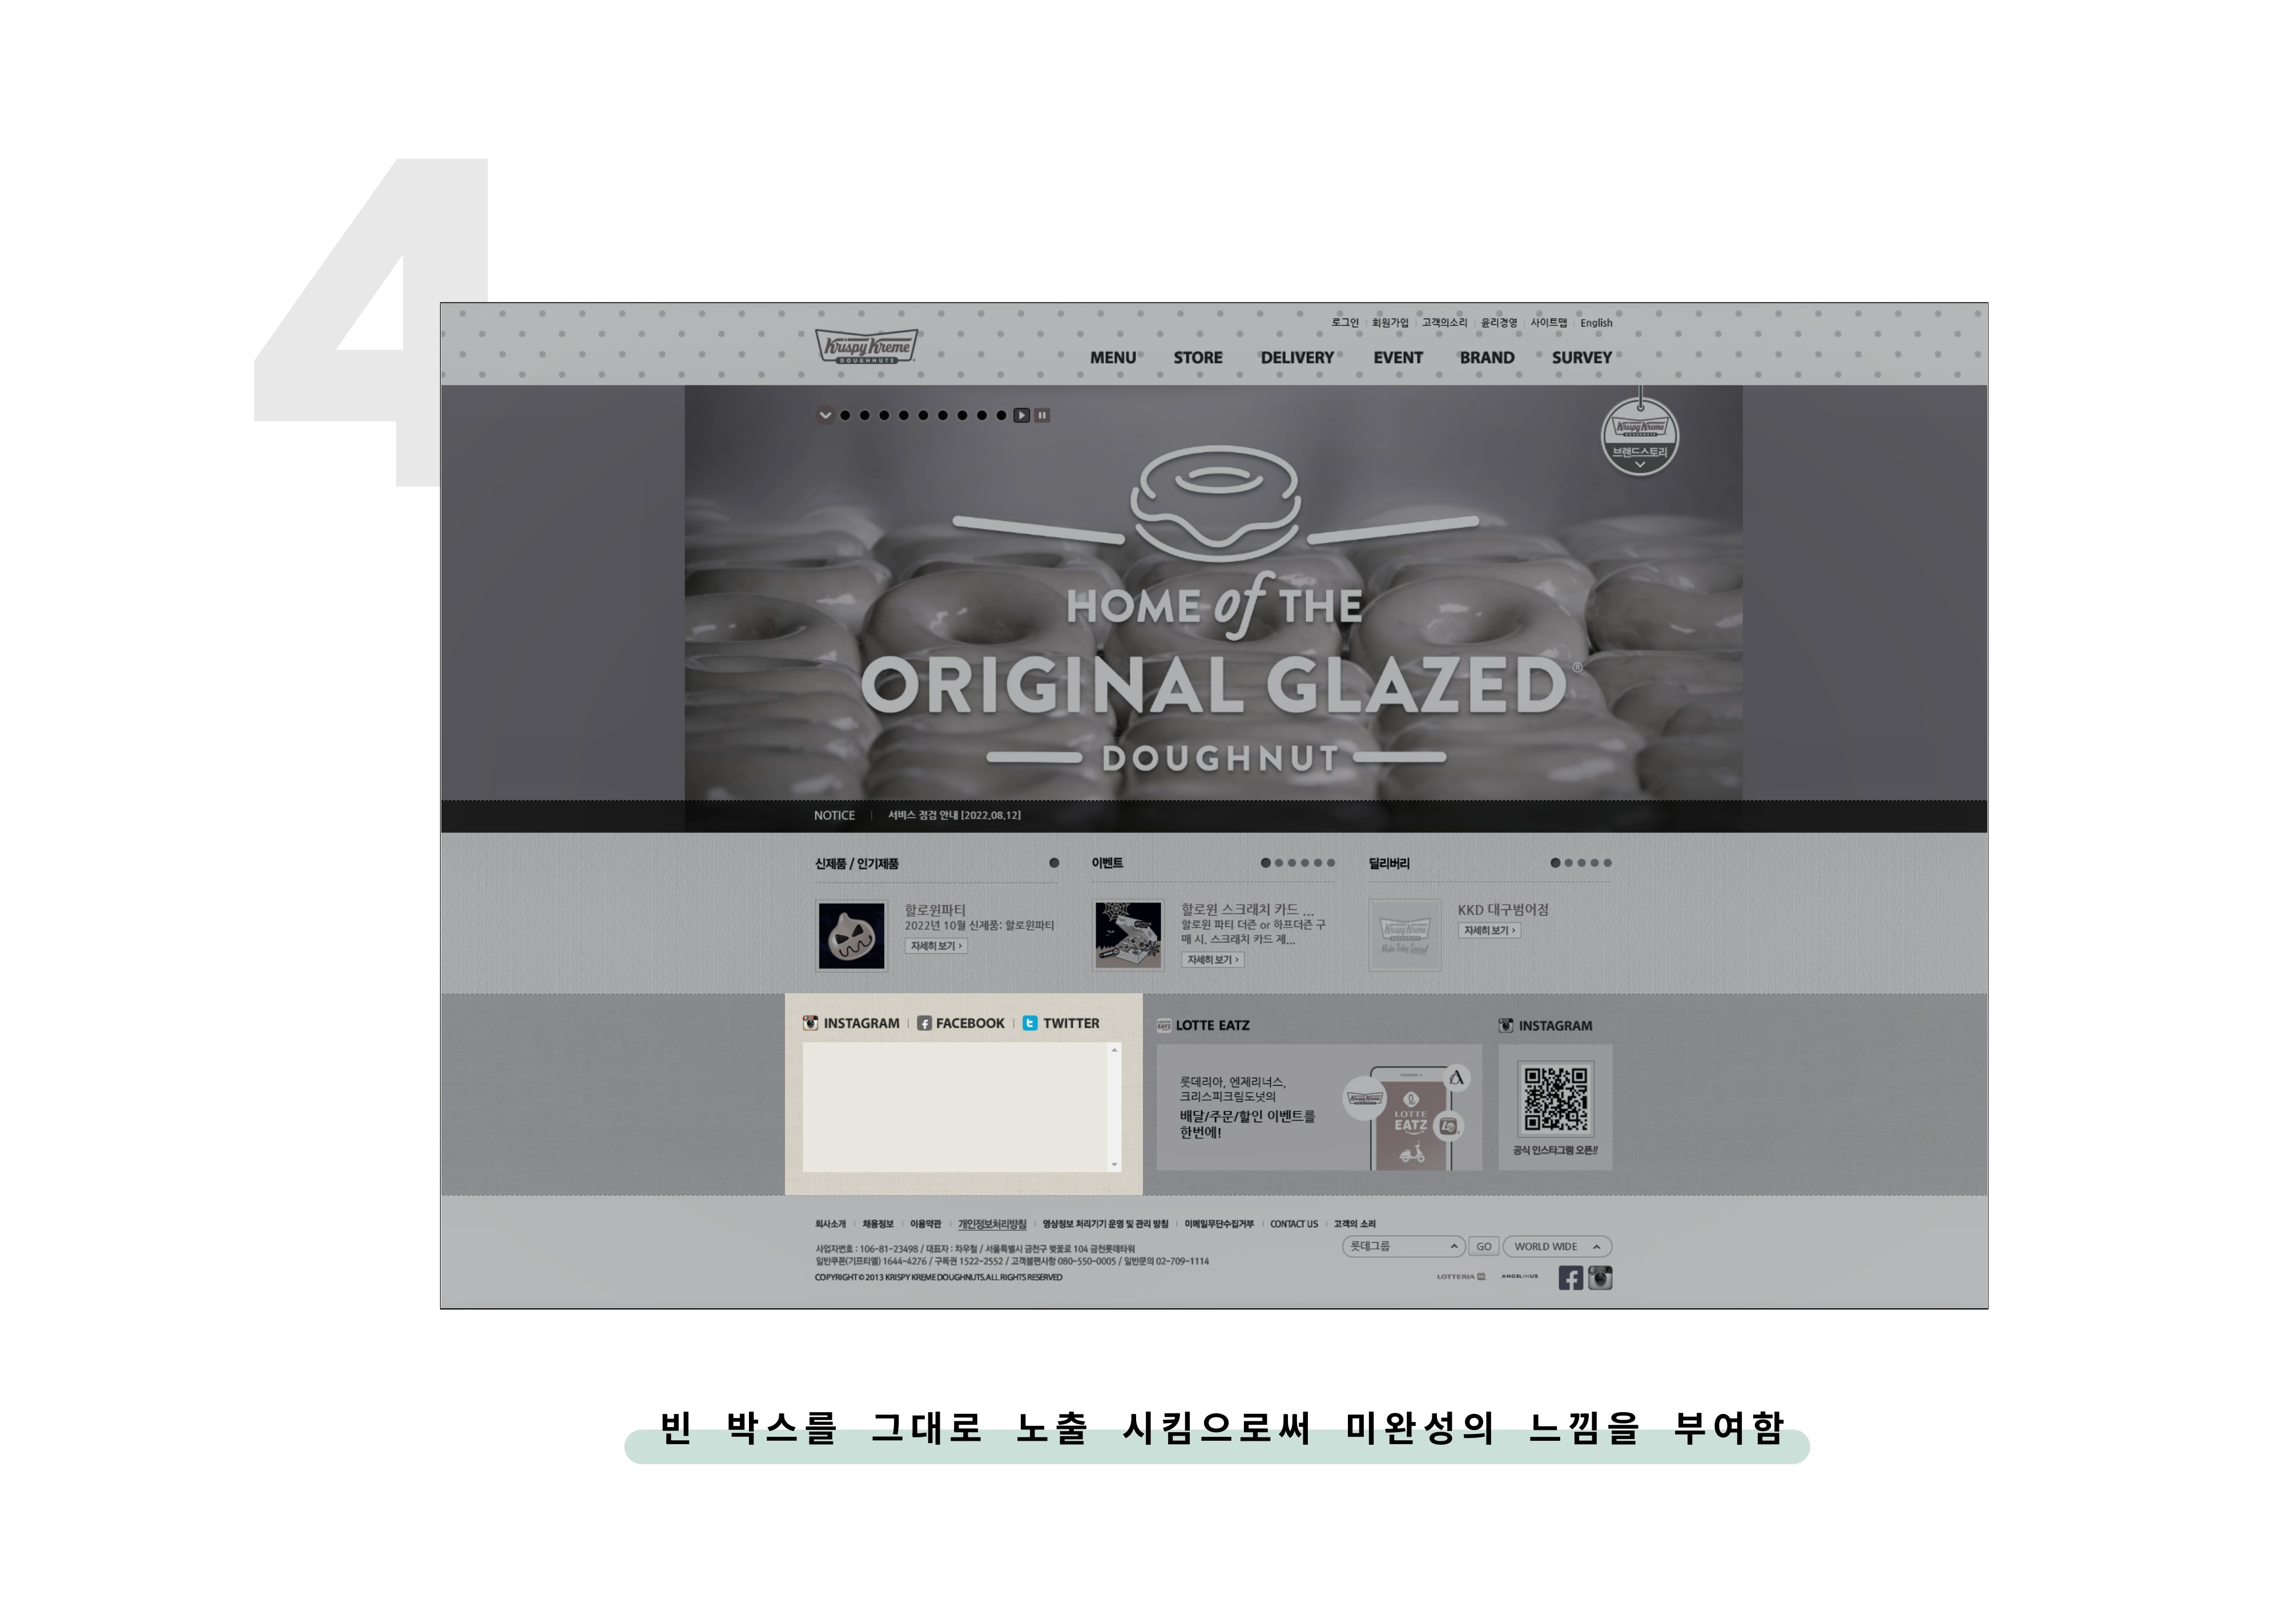 4
Krispy Kreme
DOUGHNUTS
로그인 회원가입 고객의소리 윤리경영 사이트맵 English
MENU STORE DELIVERY EVENT BRAND SURVEY
Krispy Kreme
DOUGHNUTS
브랜드스토리
HOME of THE
ORIGINAL GLAZED®
DOUGHNUT
NOTICE 서비스 점검 안내 [2022.08.12]
신제품 / 인기제품
할로윈파티
2022년 10월 신제품: 할로윈파티
자세히 보기 ›
이벤트
할로윈 스크래치 카드 ...
할로윈 파티 더즌 or 하프더즌 구
매 시, 스크래치 카드 제...
자세히 보기 ›
딜리버리
Krispy Kreme
KKD 대구범어점
자세히 보기 ›
INSTAGRAM FACEBOOK TWITTER
LOTTE EATZ
롯데리아, 엔제리너스,
크리스피크림도넛의
배달/주문/할인 이벤트를
한번에!
Krispy Kreme
LOTTE
EATZ
INSTAGRAM
공식 인스타그램 오픈!!
회사소개 채용정보 이용약관 개인정보처리방침 영상정보 처리기기 운영 및 관리 방침 이메일무단수집거부 CONTACT US 고객의 소리
사업자번호 : 106-81-23498 / 대표자 : 차우철 / 서울특별시 금천구 벚꽃로 104 금천롯데타워
일반쿠폰(기프티엘) 1644-4276 / 구독권 1522-2552 / 고객불편사항 080-550-0005 / 일반문의 02-709-1114
COPYRIGHT © 2013 KRISPY KREME DOUGHNUTS.ALL RIGHTS RESERVED
롯데그룹 GO WORLD WIDE
LOTTERIA ANGELINUS
빈 박스를 그대로 노출 시킴으로써 미완성의 느낌을 부여함